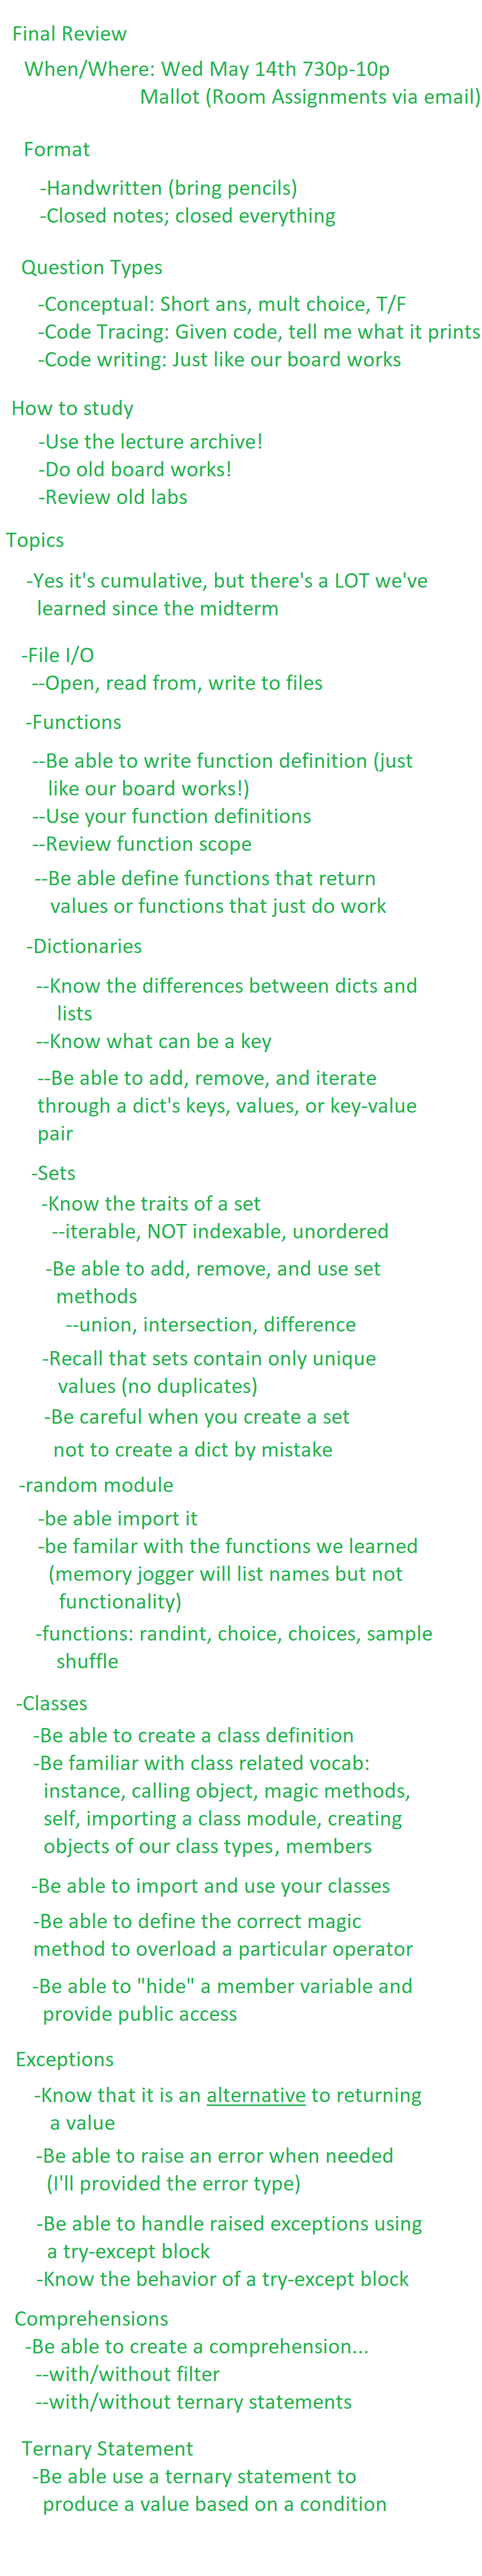 Final Review
When/Where: Wed May 14th 730p-10p
Mallot (Room Assignments via email)
Format
-Handwritten (bring pencils)
-Closed notes; closed everything
Question Types
-Conceptual: Short ans, mult choice, T/F
-Code Tracing: Given code, tell me what it prints
-Code writing: Just like our board works
How to study
-Use the lecture archive!
-Do old board works!
-Review old labs
Topics
-Yes it's cumulative, but there's a LOT we've
learned since the midterm
-File I/O
--Open, read from, write to files
-Functions
--Be able to write function definition (just
like our board works!)
--Use your function definitions
--Review function scope
--Be able define functions that return
values or functions that just do work
-Dictionaries
--Know the differences between dicts and
lists
--Know what can be a key
--Be able to add, remove, and iterate
through a dict's keys, values, or key-value
pair
-Sets
-Know the traits of a set
--iterable, NOT indexable, unordered
-Be able to add, remove, and use set
methods
--union, intersection, difference
-Recall that sets contain only unique
values (no duplicates)
-Be careful when you create a set
not to create a dict by mistake
-random module
-be able import it
-be familar with the functions we learned
(memory jogger will list names but not
functionality)
-functions: randint, choice, choices, sample
shuffle
-Classes
-Be able to create a class definition
-Be familiar with class related vocab:
instance, calling object, magic methods,
self, importing a class module, creating
objects of our class types, members
-Be able to import and use your classes
-Be able to define the correct magic
method to overload a particular operator
-Be able to "hide" a member variable and
provide public access
Exceptions
-Know that it is an alternative to returning
a value
-Be able to raise an error when needed
(I'll provided the error type)
-Be able to handle raised exceptions using
a try-except block
-Know the behavior of a try-except block
Comprehensions
-Be able to create a comprehension...
--with/without filter
--with/without ternary statements
Ternary Statement
-Be able use a ternary statement to
produce a value based on a condition